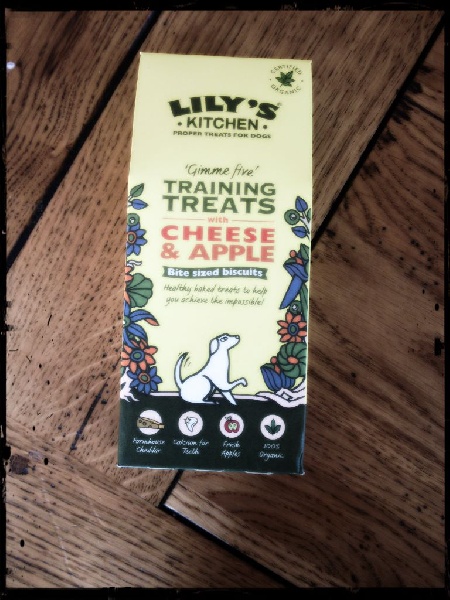 CERTIFIED
ORGANIC
LILY'S®
• KITCHEN •
PROPER TREATS FOR DOGS
'Gimme five'
TRAINING
TREATS
with
CHEESE
& APPLE
Bite sized biscuits
Healthy baked treats to help
you achieve the impossible!
Farmhouse
Cheddar
Calcium for
Teeth
Fresh
Apples
100%
Organic